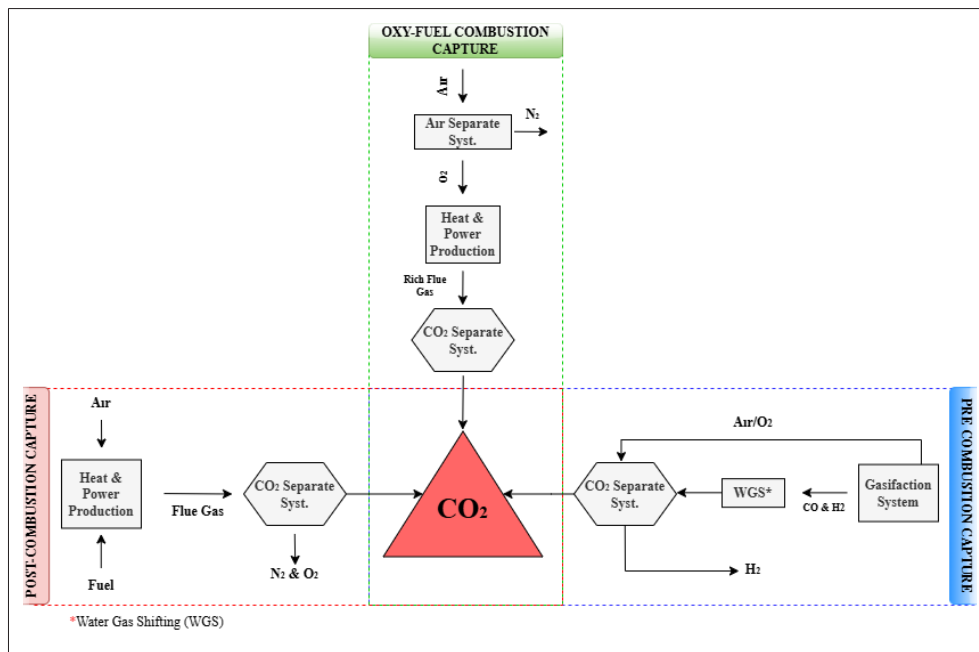 OXY-FUEL COMBUSTION
CAPTURE
Aır
Aır Separate
Syst.
N₂
O₂
Heat &
Power
Production
Rich Flue
Gas
CO₂ Separate
Syst.
POST-COMBUSTION CAPTURE
Aır
Heat &
Power
Production
Fuel
Flue Gas
CO₂ Separate
Syst.
N₂ & O₂
CO₂
PRE COMBUSTION CAPTURE
Aır/O₂
CO₂ Separate
Syst.
WGS*
CO & H2
Gasifaction
System
H₂
*Water Gas Shifting (WGS)